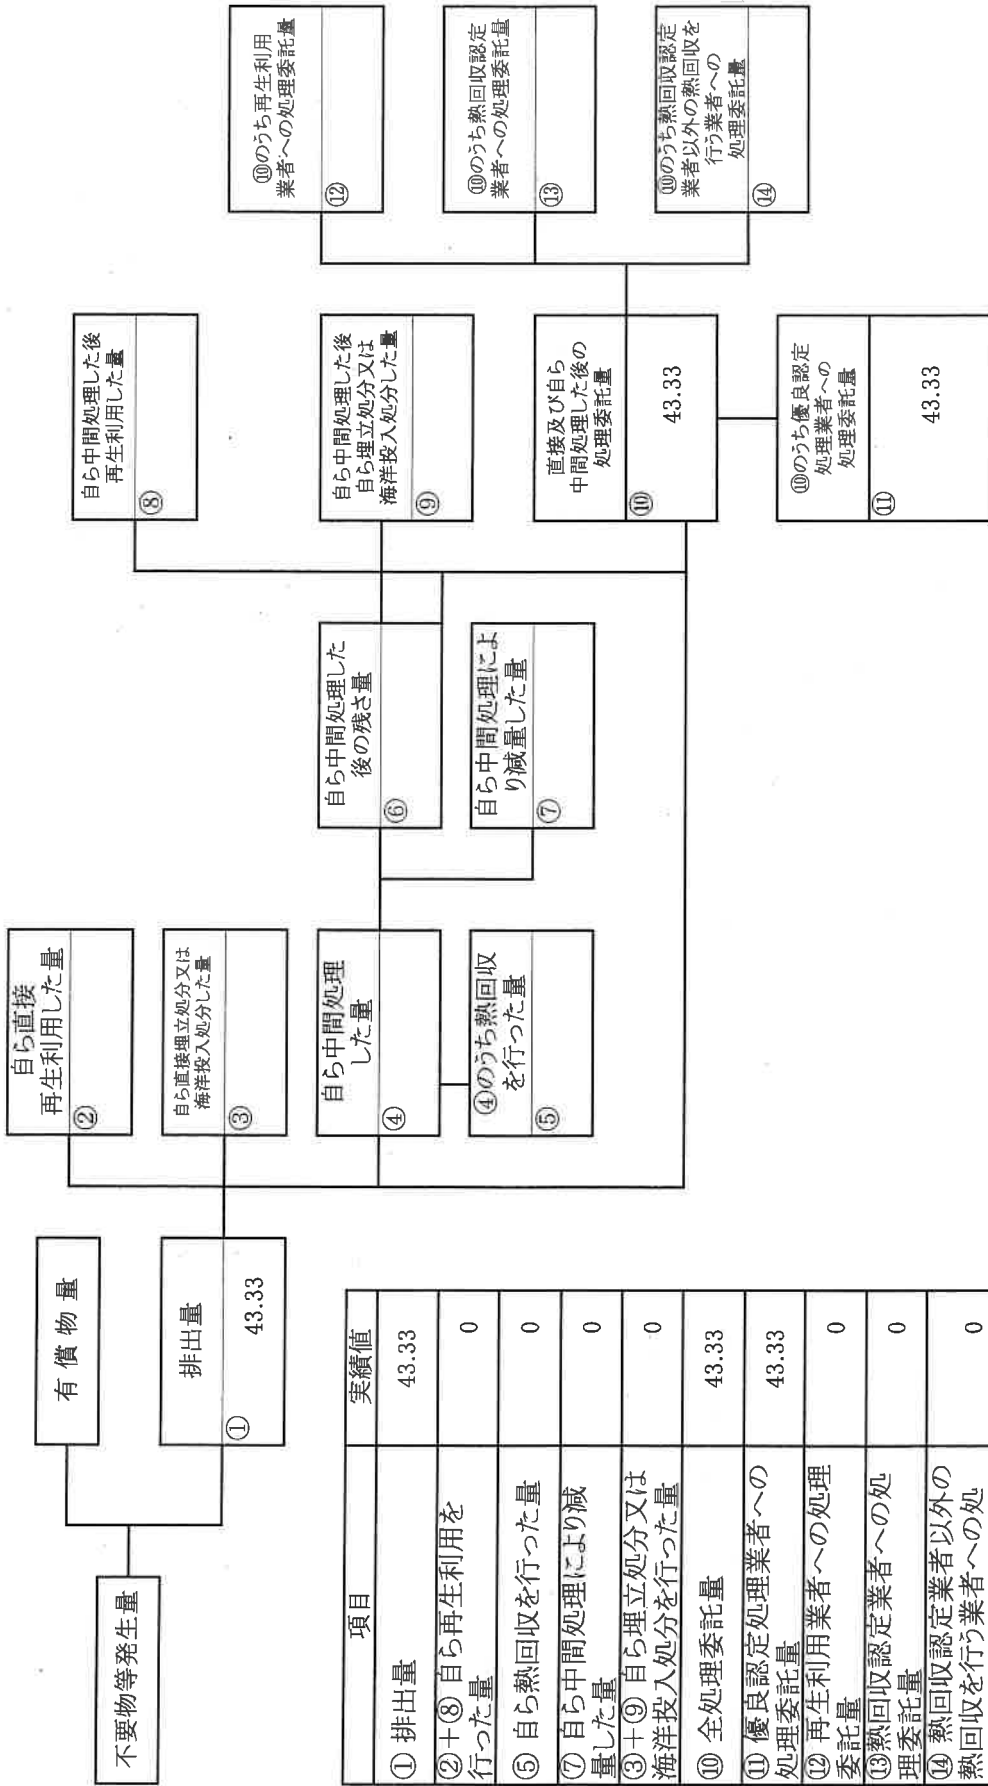 不要物等発生量
有償物量
排出量
①
43.33
自ら直接
再生利用した量
②
自ら直接埋立処分又は
海洋投入処分した量
③
自ら中間処理
した量
④
④のうち熱回収
を行った量
⑤
自ら中間処理した
後の残さ量
⑥
自ら中間処理によ
り減量した量
⑦
自ら中間処理した後
再生利用した量
⑧
自ら中間処理した後
自ら埋立処分又は
海洋投入処分した量
⑨
直接及び自ら
中間処理した後の
処理委託量
⑩
43.33
⑩のうち優良認定
処理業者への
処理委託量
⑪
43.33
⑩のうち再生利用
業者への処理委託量
⑫
⑩のうち熱回収認定
業者への処理委託量
⑬
⑩のうち熱回収認定
業者以外の熱回収を
行う業者への
処理委託量
⑭
項目 実績値
① 排出量 43.33
②+⑧ 自ら再生利用を
行った量 0
⑤ 自ら熱回収を行った量 0
⑦ 自ら中間処理により減
量した量 0
③+⑨ 自ら埋立処分又は
海洋投入処分を行った量 0
⑩ 全処理委託量 43.33
⑪ 優良認定処理業者への
処理委託量 43.33
⑫ 再生利用業者への処理
委託量 0
⑬熱回収認定業者への処
理委託量 0
⑭ 熱回収認定業者以外の
熱回収を行う業者への処 0